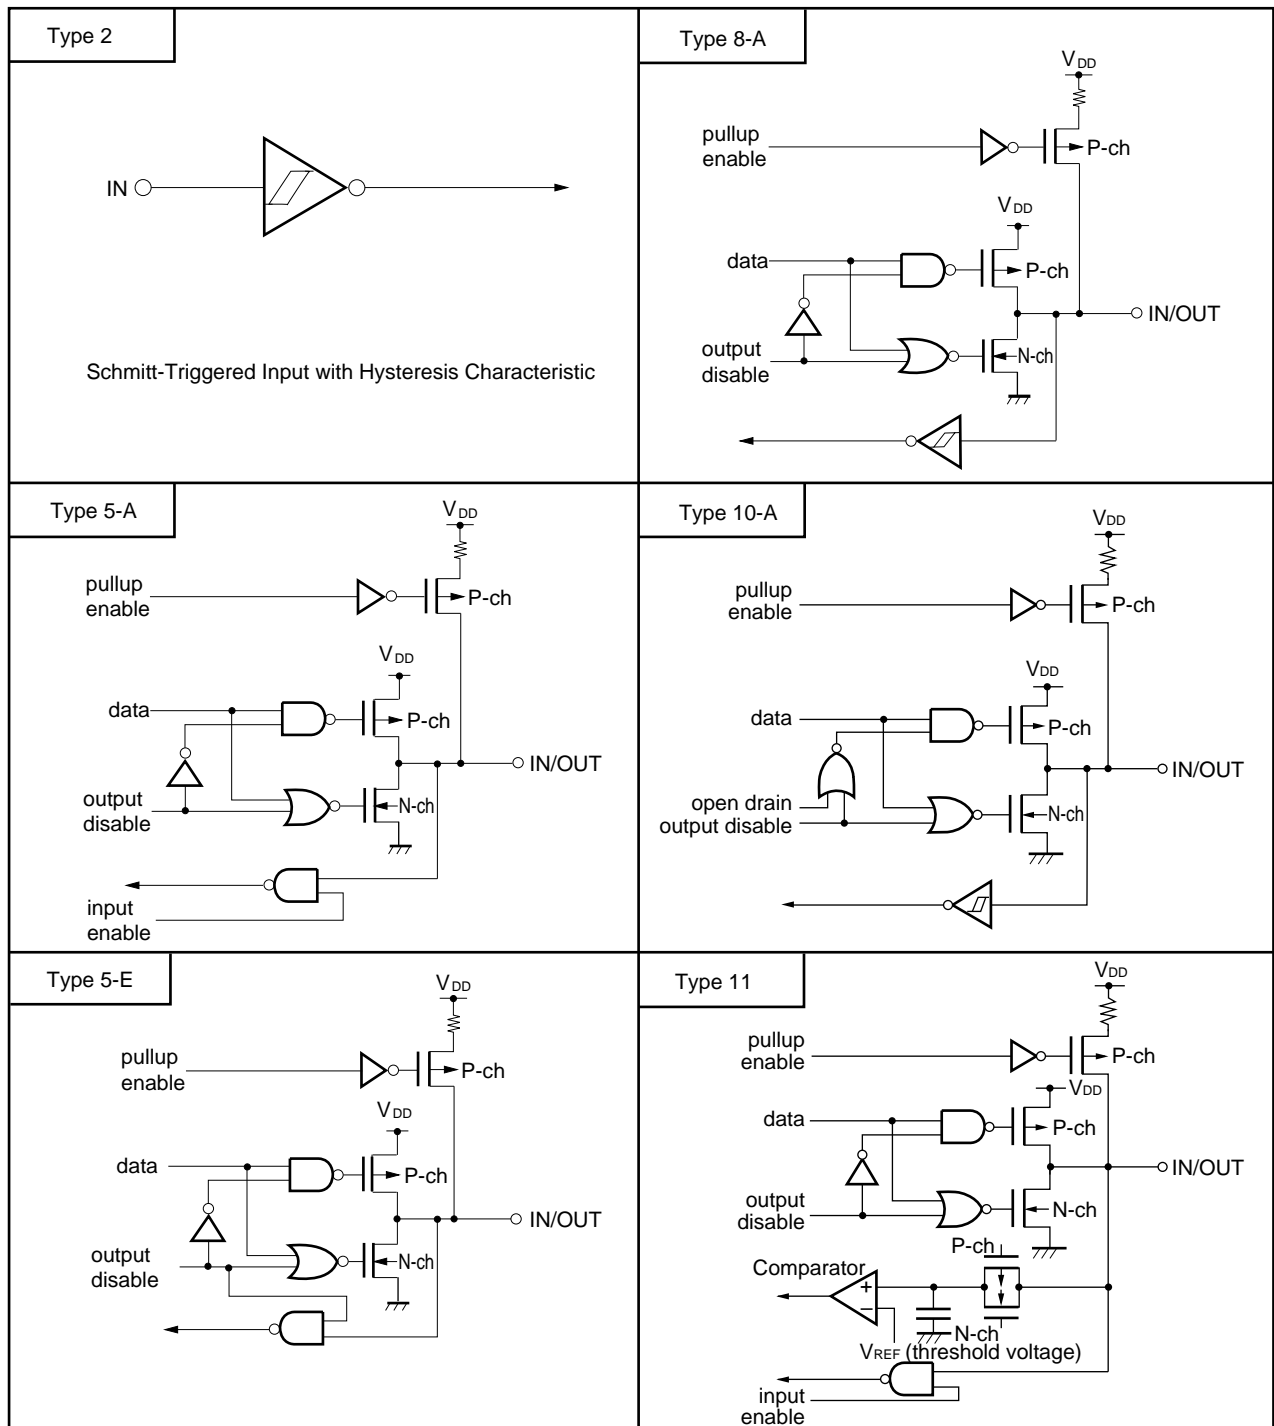 Type 2
IN
Schmitt-Triggered Input with Hysteresis Characteristic
Type 8-A
VDD
pullup
enable
P-ch
VDD
data
P-ch
IN/OUT
output
disable
N-ch
Type 5-A
VDD
pullup
enable
P-ch
VDD
data
P-ch
IN/OUT
output
disable
N-ch
input
enable
Type 10-A
VDD
pullup
enable
P-ch
VDD
data
P-ch
IN/OUT
open drain
output disable
N-ch
Type 5-E
VDD
pullup
enable
P-ch
VDD
data
P-ch
IN/OUT
output
disable
N-ch
Type 11
VDD
pullup
enable
P-ch
VDD
data
P-ch
IN/OUT
output
disable
N-ch
P-ch
Comparator
+
−
N-ch
VREF (threshold voltage)
input
enable